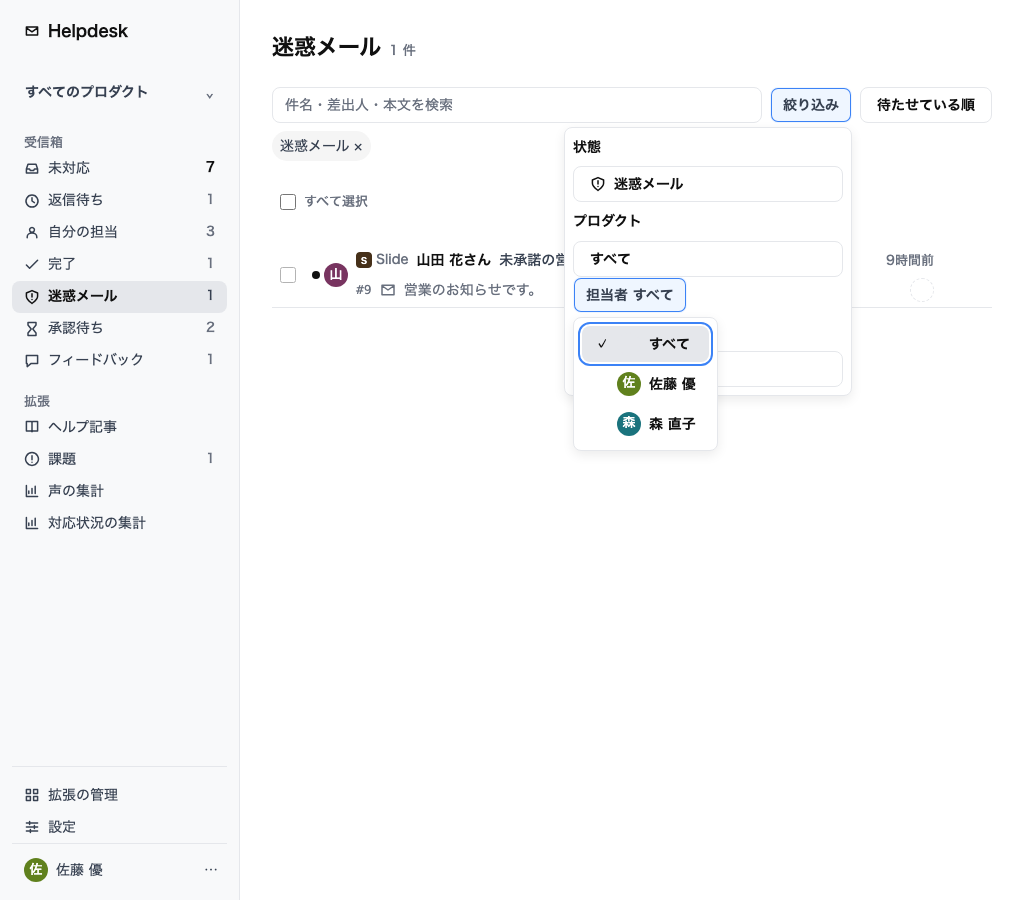 Helpdesk
すべてのプロダクト
受信箱
未対応 7
返信待ち 1
自分の担当 3
完了 1
迷惑メール 1
承認待ち 2
フィードバック 1
拡張
ヘルプ記事
課題 1
声の集計
対応状況の集計
拡張の管理
設定
佐 佐藤 優 …
迷惑メール 1 件
件名・差出人・本文を検索
絞り込み
待たせている順
迷惑メール ×
すべて選択
山 S Slide 山田 花さん 未承諾の営 9時間前
#9 営業のお知らせです。
状態
迷惑メール
プロダクト
すべて
担当者 すべて
✓ すべて
佐 佐藤 優
森 森 直子